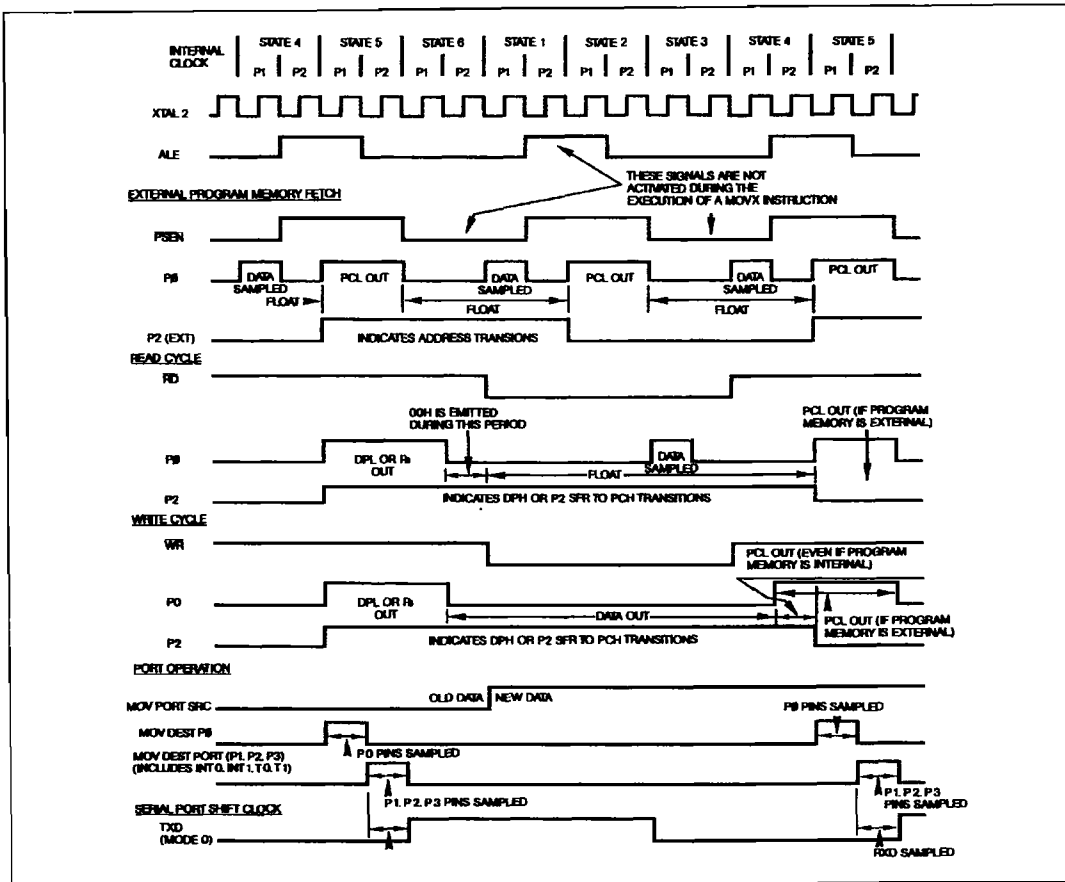 STATE 4 STATE 5 STATE 6 STATE 1 STATE 2 STATE 3 STATE 4 STATE 5
INTERNAL
CLOCK
P1 P2 P1 P2 P1 P2 P1 P2 P1 P2 P1 P2 P1 P2 P1 P2
XTAL 2
ALE
THESE SIGNALS ARE NOT
ACTIVATED DURING THE
EXECUTION OF A MOVX INSTRUCTION
EXTERNAL PROGRAM MEMORY FETCH
PSEN
P0
DATA
SAMPLED
PCL OUT
DATA
SAMPLED
PCL OUT
DATA
SAMPLED
PCL OUT
FLOAT
FLOAT
FLOAT
P2 (EXT)
INDICATES ADDRESS TRANSIONS
READ CYCLE
RD
00H IS EMITTED
DURING THIS PERIOD
PCL OUT (IF PROGRAM
MEMORY IS EXTERNAL)
P0
DPL OR Ri
OUT
DATA
SAMPLED
FLOAT
P2
INDICATES DPH OR P2 SFR TO PCH TRANSITIONS
WRITE CYCLE
WR
PCL OUT (EVEN IF PROGRAM
MEMORY IS INTERNAL)
P0
DPL OR Ri
OUT
DATA OUT
PCL OUT (IF PROGRAM
MEMORY IS EXTERNAL)
P2
INDICATES DPH OR P2 SFR TO PCH TRANSITIONS
PORT OPERATION
MOV PORT SRC
OLD DATA NEW DATA
MOV DEST P0
P0 PINS SAMPLED
P0 PINS SAMPLED
MOV DEST PORT (P1, P2, P3)
(INCLUDES INT 0, INT 1, T 0, T 1)
P1, P2, P3 PINS SAMPLED
P1, P2, P3
PINS SAMPLED
SERIAL PORT SHIFT CLOCK
TXD
(MODE 0)
RXD SAMPLED